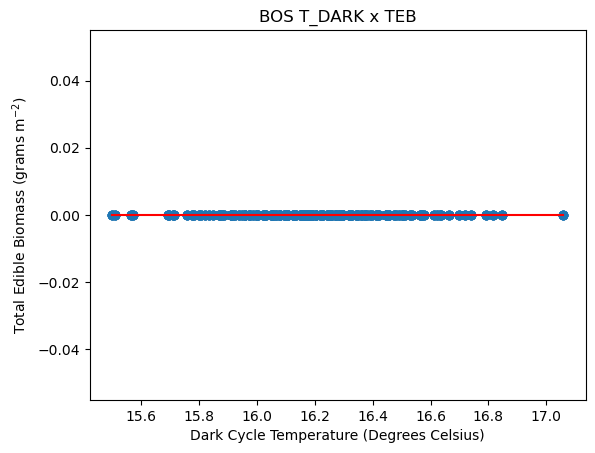 BOS T_DARK x TEB
Total Edible Biomass (grams m⁻²)
0.04
0.02
0.00
−0.02
−0.04
15.6 15.8 16.0 16.2 16.4 16.6 16.8 17.0
Dark Cycle Temperature (Degrees Celsius)